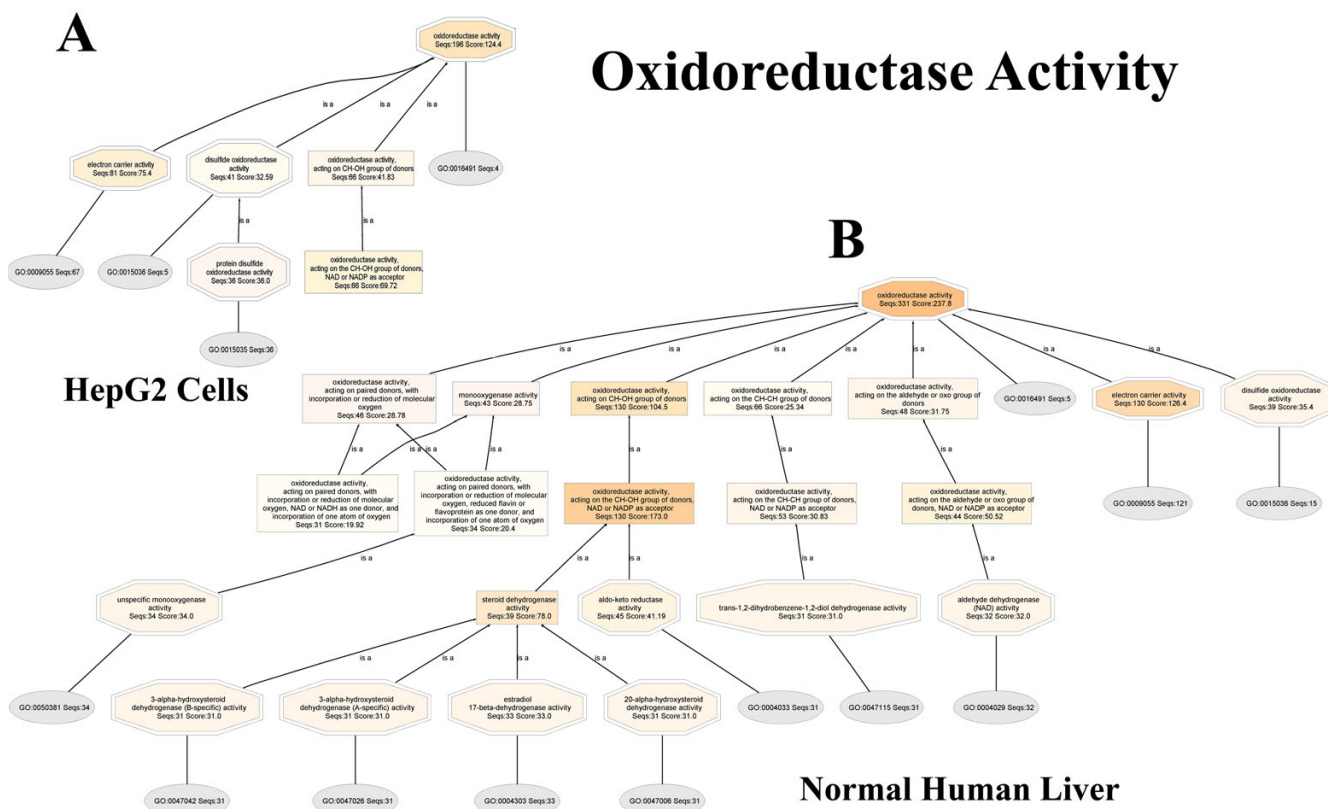 A
Oxidoreductase Activity
oxidoreductase activity
Seqs:196 Score:124.4
is a
is a
is a
electron carrier activity
Seqs:81 Score:75.4
disulfide oxidoreductase
activity
Seqs:41 Score:32.59
oxidoreductase activity,
acting on CH-OH group of donors
Seqs:66 Score:41.83
GO:0016491 Seqs:4
is a
is a
GO:0009055 Seqs:67
GO:0015036 Seqs:5
protein disulfide
oxidoreductase activity
Seqs:36 Score:36.0
oxidoreductase activity,
acting on the CH-OH group of donors,
NAD or NADP as acceptor
Seqs:66 Score:69.72
GO:0015035 Seqs:36
HepG2 Cells
B
oxidoreductase activity
Seqs:331 Score:237.8
is a
is a
is a
is a
is a
is a
is a
oxidoreductase activity,
acting on paired donors, with
incorporation or reduction of molecular
oxygen
Seqs:46 Score:28.78
monooxygenase activity
Seqs:43 Score:28.75
oxidoreductase activity,
acting on CH-OH group of donors
Seqs:130 Score:104.5
oxidoreductase activity,
acting on the CH-CH group of donors
Seqs:66 Score:25.34
oxidoreductase activity,
acting on the aldehyde or oxo group of
donors
Seqs:48 Score:31.75
GO:0016491 Seqs:5
electron carrier activity
Seqs:130 Score:126.4
disulfide oxidoreductase
activity
Seqs:39 Score:35.4
is a
is a
is a
is a
is a
is a
is a
oxidoreductase activity,
acting on paired donors, with
incorporation or reduction of molecular
oxygen, NAD or NADH as one donor, and
incorporation of one atom of oxygen
Seqs:31 Score:19.92
oxidoreductase activity,
acting on paired donors, with
incorporation or reduction of molecular
oxygen, reduced flavin or
flavoprotein as one donor, and
incorporation of one atom of oxygen
Seqs:34 Score:20.4
oxidoreductase activity,
acting on the CH-OH group of donors,
NAD or NADP as acceptor
Seqs:130 Score:173.0
oxidoreductase activity,
acting on the CH-CH group of donors,
NAD or NADP as acceptor
Seqs:53 Score:30.83
oxidoreductase activity,
acting on the aldehyde or oxo group of
donors, NAD or NADP as acceptor
Seqs:44 Score:50.52
GO:0009055 Seqs:121
GO:0015036 Seqs:15
is a
is a
is a
is a
is a
unspecific monooxygenase
activity
Seqs:34 Score:34.0
steroid dehydrogenase
activity
Seqs:39 Score:78.0
aldo-keto reductase activity
Seqs:45 Score:41.19
trans-1,2-dihydrobenzene-1,2-diol dehydrogenase activity
Seqs:31 Score:31.0
aldehyde dehydrogenase
(NAD) activity
Seqs:32 Score:32.0
is a
is a
is a
is a
GO:0050381 Seqs:34
3-alpha-hydroxysteroid
dehydrogenase (B-specific) activity
Seqs:31 Score:31.0
3-alpha-hydroxysteroid
dehydrogenase (A-specific) activity
Seqs:31 Score:31.0
estradiol
17-beta-dehydrogenase activity
Seqs:33 Score:33.0
20-alpha-hydroxysteroid
dehydrogenase activity
Seqs:31 Score:31.0
GO:0004033 Seqs:31
GO:0047115 Seqs:31
GO:0004029 Seqs:32
GO:0047042 Seqs:31
GO:0047026 Seqs:31
GO:0004303 Seqs:33
GO:0047006 Seqs:31
Normal Human Liver